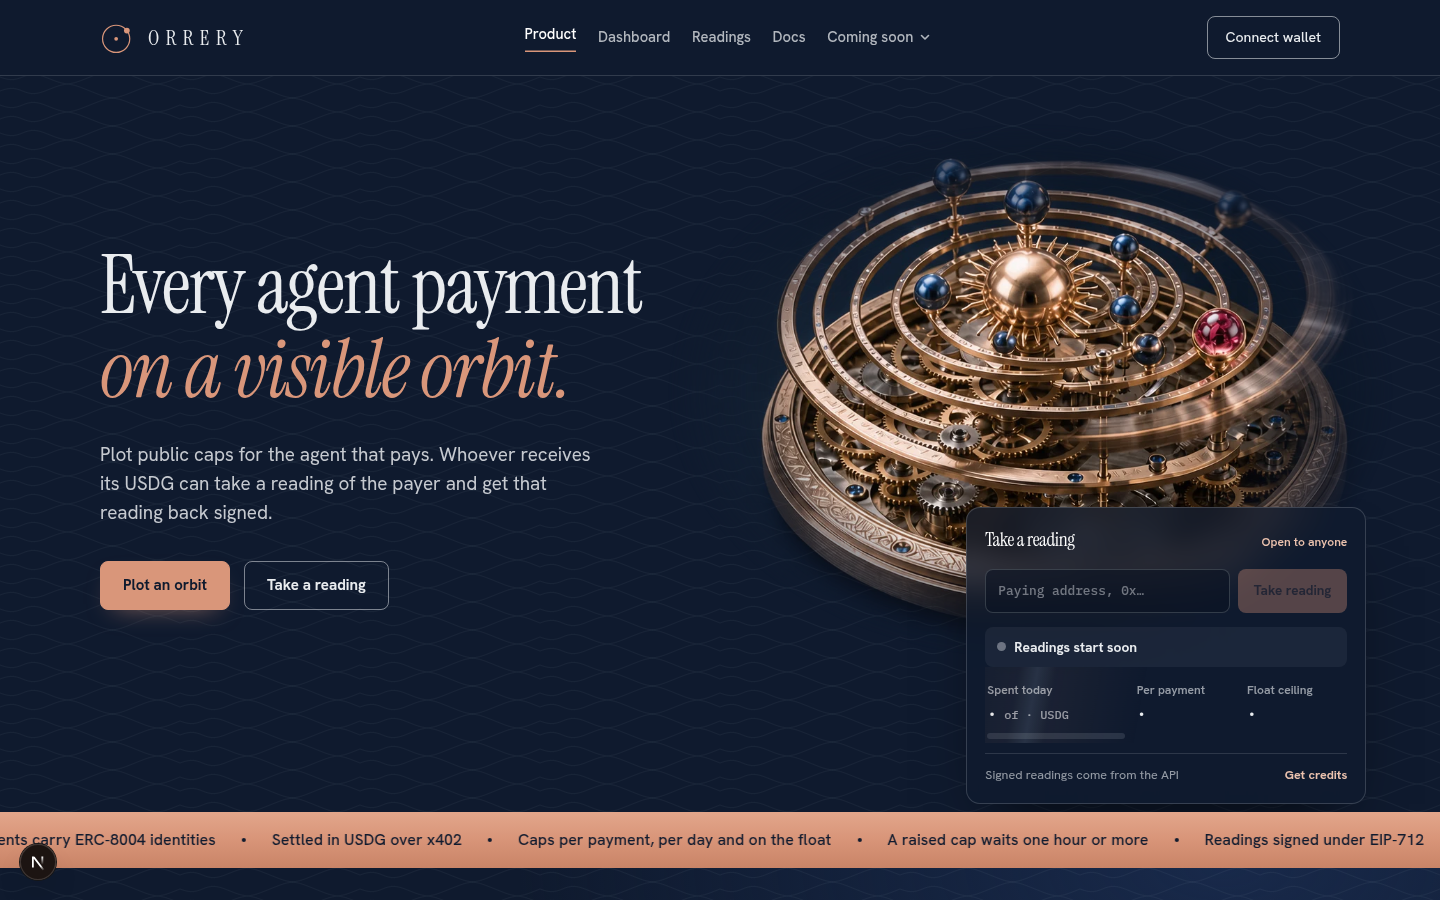 ORRERY
Product
Dashboard
Readings
Docs
Coming soon
Connect wallet
Every agent payment
on a visible orbit.
Plot public caps for the agent that pays. Whoever receives
its USDG can take a reading of the payer and get that
reading back signed.
Plot an orbit
Take a reading
Take a reading
Open to anyone
Paying address, 0x…
Take reading
Readings start soon
Spent today
Per payment
Float ceiling
• of · USDG
•
•
Signed readings come from the API
Get credits
ents carry ERC-8004 identities • Settled in USDG over x402 • Caps per payment, per day and on the float • A raised cap waits one hour or more • Readings signed under EIP-712
N